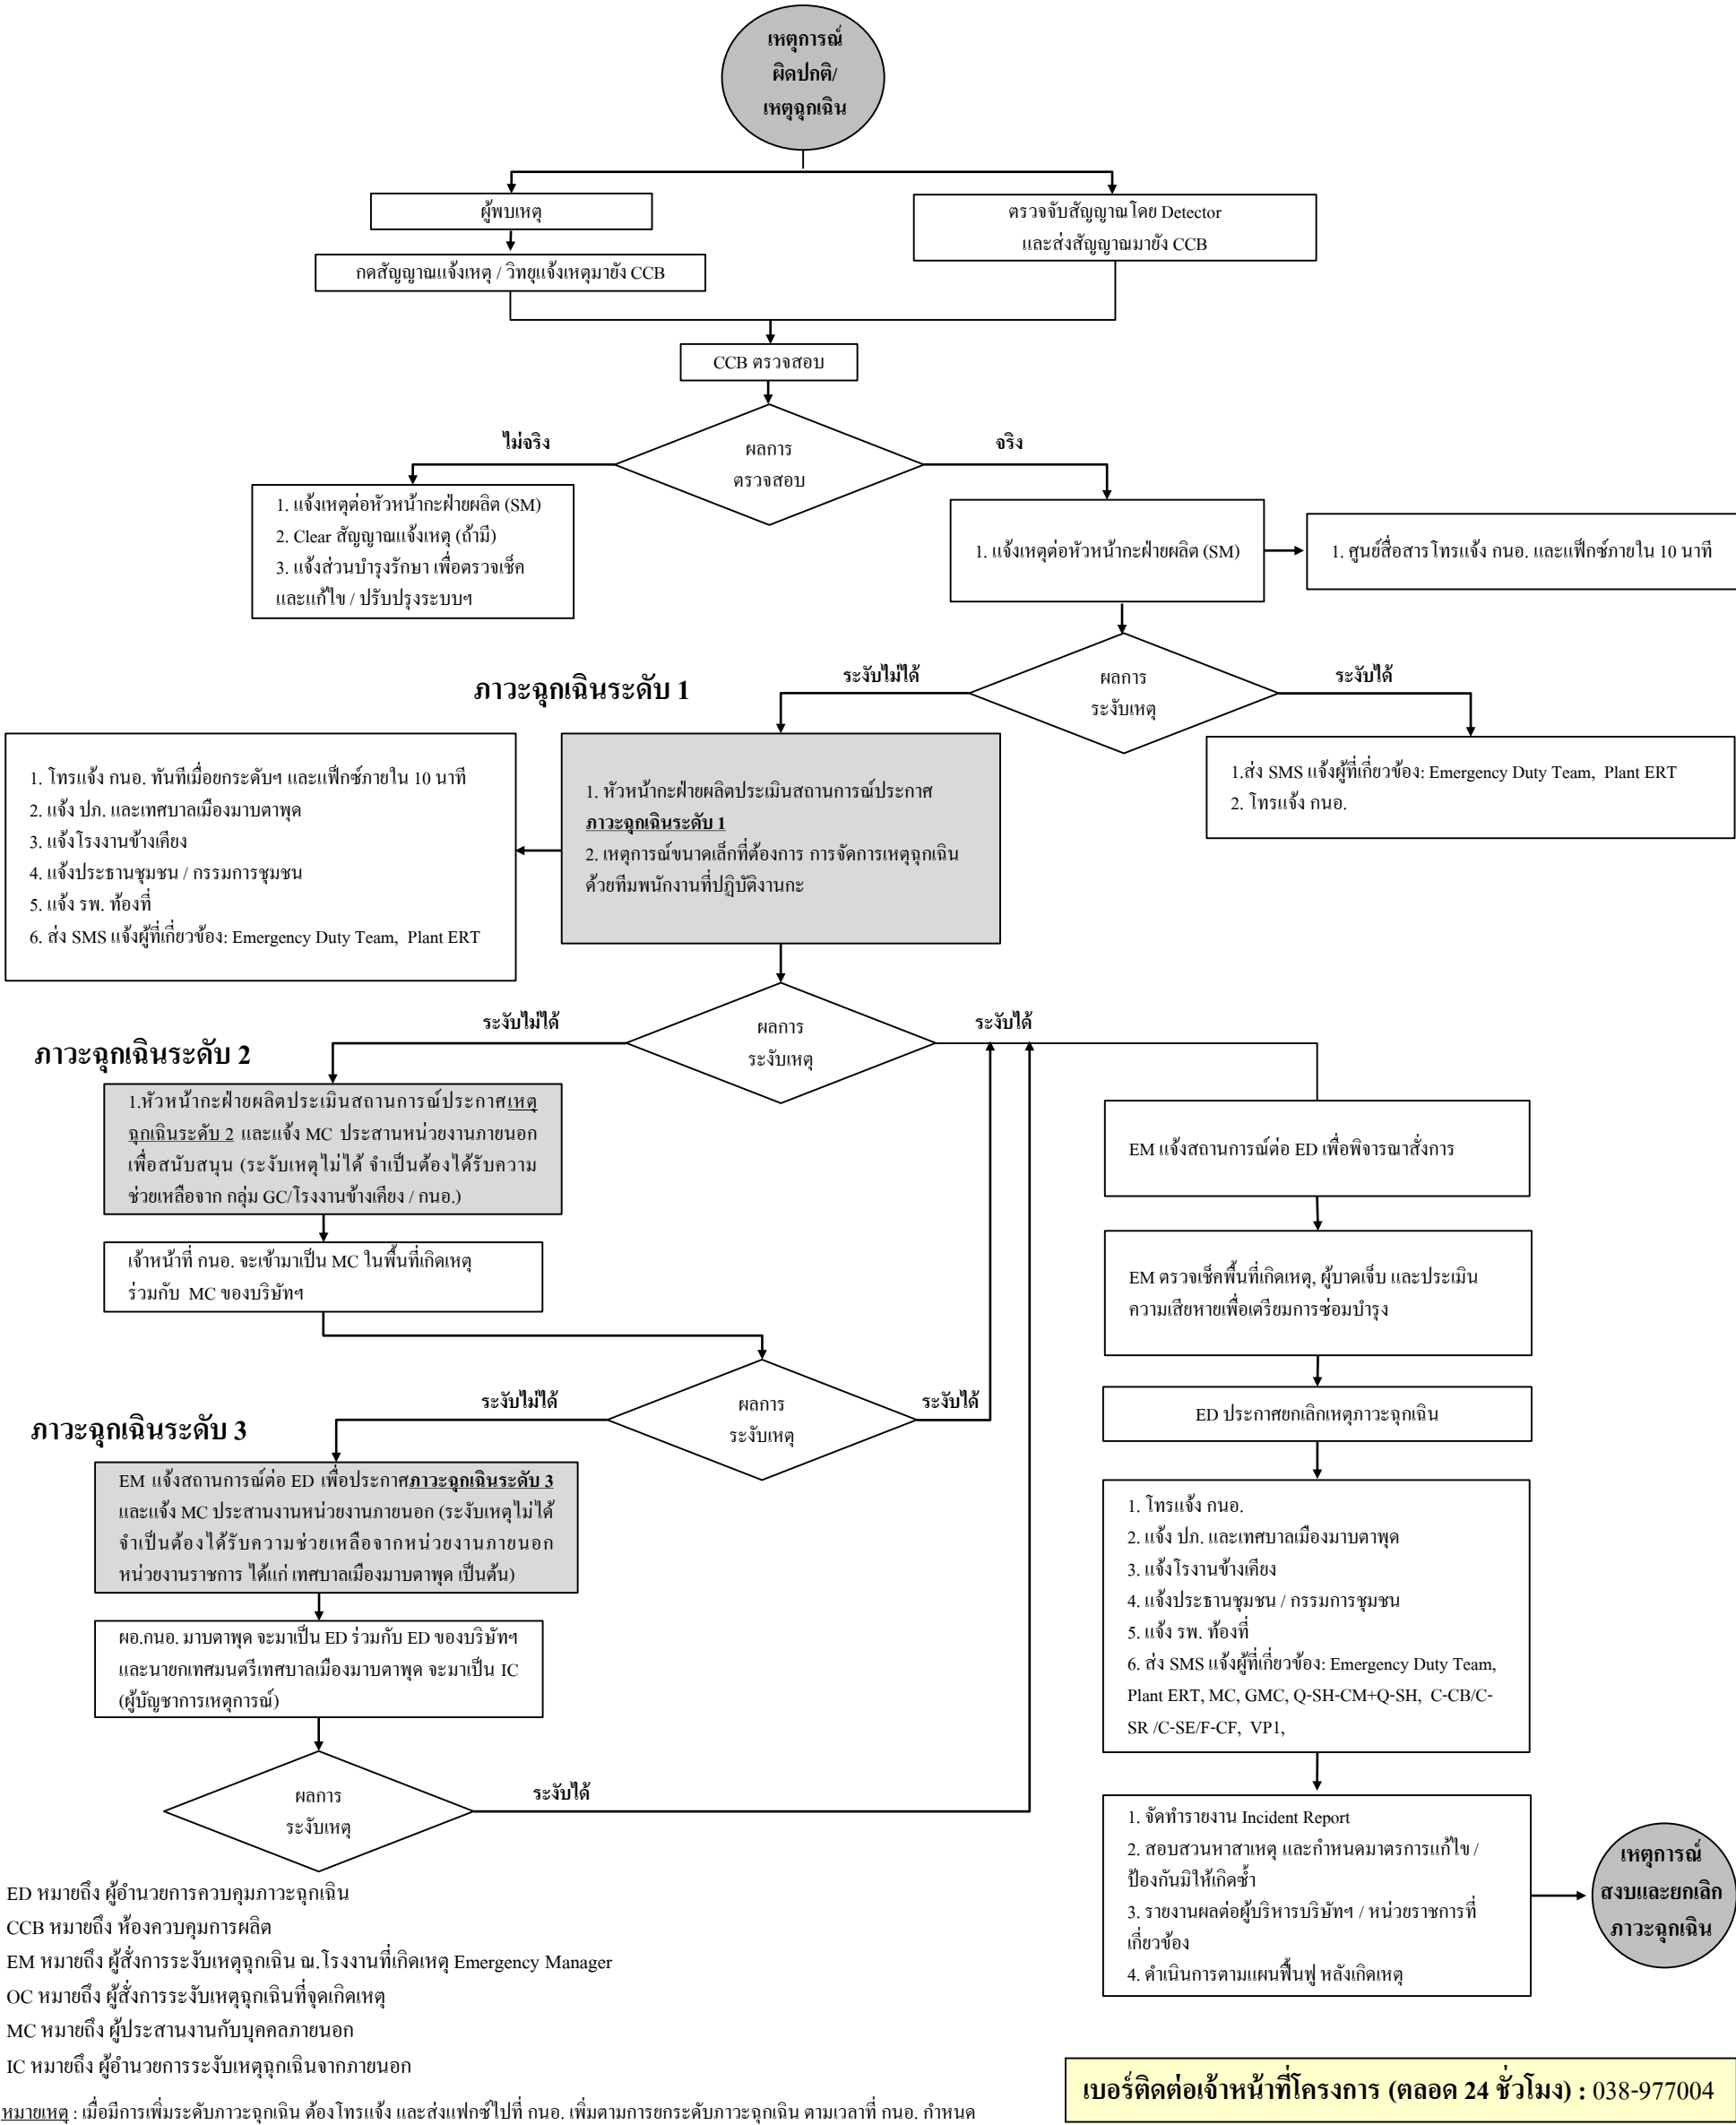 เหตุการณ์
ผิดปกติ/
เหตุฉุกเฉิน
ผู้พบเหตุ
ตรวจจับสัญญาณโดย Detector
และส่งสัญญาณมายัง CCB
กดสัญญาณแจ้งเหตุ / วิทยุแจ้งเหตุมายัง CCB
CCB ตรวจสอบ
ผลการ
ตรวจสอบ
ไม่จริง
จริง
1. แจ้งเหตุต่อหัวหน้ากะฝ่ายผลิต (SM)
2. Clear สัญญาณแจ้งเหตุ (ถ้ามี)
3. แจ้งส่วนบำรุงรักษา เพื่อตรวจเช็ค
และแก้ไข / ปรับปรุงระบบฯ
1. แจ้งเหตุต่อหัวหน้ากะฝ่ายผลิต (SM)
1. ศูนย์สื่อสารโทรแจ้ง กนอ. และแฟ็กซ์ภายใน 10 นาที
ผลการ
ระงับเหตุ
ระงับไม่ได้
ระงับได้
ภาวะฉุกเฉินระดับ 1
1. โทรแจ้ง กนอ. ทันทีเมื่อยกระดับฯ และแฟ็กซ์ภายใน 10 นาที
2. แจ้ง ปภ. และเทศบาลเมืองมาบตาพุด
3. แจ้งโรงงานข้างเคียง
4. แจ้งประธานชุมชน / กรรมการชุมชน
5. แจ้ง รพ. ท้องที่
6. ส่ง SMS แจ้งผู้ที่เกี่ยวข้อง: Emergency Duty Team, Plant ERT
1. หัวหน้ากะฝ่ายผลิตประเมินสถานการณ์ประกาศ
ภาวะฉุกเฉินระดับ 1
2. เหตุการณ์ขนาดเล็กที่ต้องการ การจัดการเหตุฉุกเฉิน
ด้วยทีมพนักงานที่ปฏิบัติงานกะ
1.ส่ง SMS แจ้งผู้ที่เกี่ยวข้อง: Emergency Duty Team, Plant ERT
2. โทรแจ้ง กนอ.
ผลการ
ระงับเหตุ
ระงับไม่ได้
ระงับได้
ภาวะฉุกเฉินระดับ 2
1.หัวหน้ากะฝ่ายผลิตประเมินสถานการณ์ประกาศเหตุ
ฉุกเฉินระดับ 2 และแจ้ง MC ประสานหน่วยงานภายนอก
เพื่อสนับสนุน (ระงับเหตุไม่ได้ จำเป็นต้องได้รับความ
ช่วยเหลือจาก กลุ่ม GC/โรงงานข้างเคียง / กนอ.)
เจ้าหน้าที่ กนอ. จะเข้ามาเป็น MC ในพื้นที่เกิดเหตุ
ร่วมกับ MC ของบริษัทฯ
ผลการ
ระงับเหตุ
ระงับไม่ได้
ระงับได้
ภาวะฉุกเฉินระดับ 3
EM แจ้งสถานการณ์ต่อ ED เพื่อประกาศภาวะฉุกเฉินระดับ 3
และแจ้ง MC ประสานงานหน่วยงานภายนอก (ระงับเหตุไม่ได้
จำเป็นต้องได้รับความช่วยเหลือจากหน่วยงานภายนอก
หน่วยงานราชการ ได้แก่ เทศบาลเมืองมาบตาพุด เป็นต้น)
ผอ.กนอ. มาบตาพุด จะมาเป็น ED ร่วมกับ ED ของบริษัทฯ
และนายกเทศมนตรีเทศบาลเมืองมาบตาพุด จะมาเป็น IC
(ผู้บัญชาการเหตุการณ์)
ผลการ
ระงับเหตุ
ระงับได้
EM แจ้งสถานการณ์ต่อ ED เพื่อพิจารณาสั่งการ
EM ตรวจเช็คพื้นที่เกิดเหตุ, ผู้บาดเจ็บ และประเมิน
ความเสียหายเพื่อเตรียมการซ่อมบำรุง
ED ประกาศยกเลิกเหตุภาวะฉุกเฉิน
1. โทรแจ้ง กนอ.
2. แจ้ง ปภ. และเทศบาลเมืองมาบตาพุด
3. แจ้งโรงานข้างเคียง
4. แจ้งประธานชุมชน / กรรมการชุมชน
5. แจ้ง รพ. ท้องที่
6. ส่ง SMS แจ้งผู้ที่เกี่ยวข้อง: Emergency Duty Team,
Plant ERT, MC, GMC, Q-SH-CM+Q-SH, C-CB/C-
SR /C-SE/F-CF, VP1,
1. จัดทำรายงาน Incident Report
2. สอบสวนหาสาเหตุ และกำหนดมาตรการแก้ไข /
ป้องกันมิให้เกิดซ้ำ
3. รายงานผลต่อผู้บริหารบริษัทฯ / หน่วยราชการที่
เกี่ยวข้อง
4. ดำเนินการตามแผนฟื้นฟู หลังเกิดเหตุ
เหตุการณ์
สงบและยกเลิก
ภาวะฉุกเฉิน
ED หมายถึง ผู้อำนวยการควบคุมภาวะฉุกเฉิน
CCB หมายถึง ห้องควบคุมการผลิต
EM หมายถึง ผู้สั่งการระงับเหตุฉุกเฉิน ณ.โรงงานที่เกิดเหตุ Emergency Manager
OC หมายถึง ผู้สั่งการระงับเหตุฉุกเฉินที่จุดเกิดเหตุ
MC หมายถึง ผู้ประสานงานกับบุคคลภายนอก
IC หมายถึง ผู้อำนวยการระงับเหตุฉุกเฉินจากภายนอก
เบอร์ติดต่อเจ้าหน้าที่โครงการ (ตลอด 24 ชั่วโมง) : 038-977004
หมายเหตุ : เมื่อมีการเพิ่มระดับภาวะฉุกเฉิน ต้องโทรแจ้ง และส่งแฟกซ์ไปที่ กนอ. เพิ่มตามการยกระดับภาวะฉุกเฉิน ตามเวลาที่ กนอ. กำหนด